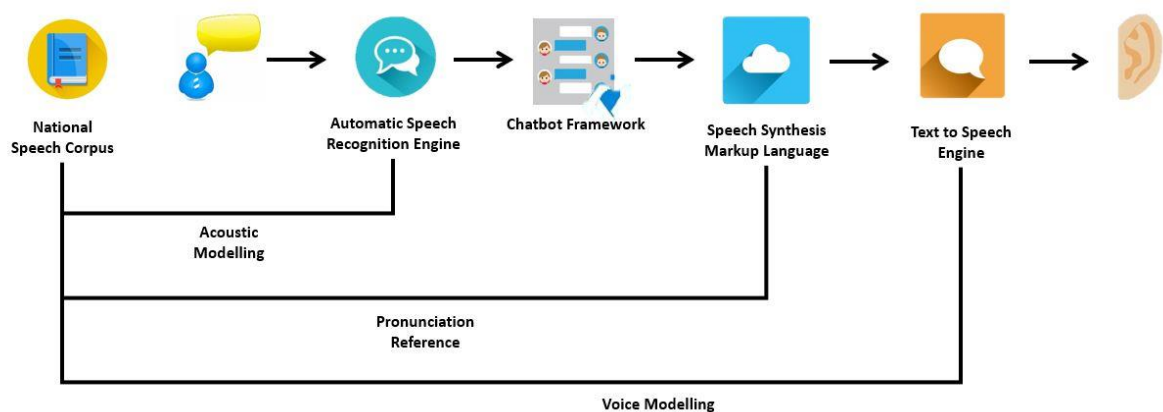 National
Speech Corpus
Automatic Speech
Recognition Engine
Chatbot Framework
Speech Synthesis
Markup Language
Text to Speech
Engine
Acoustic
Modelling
Pronunciation
Reference
Voice Modelling